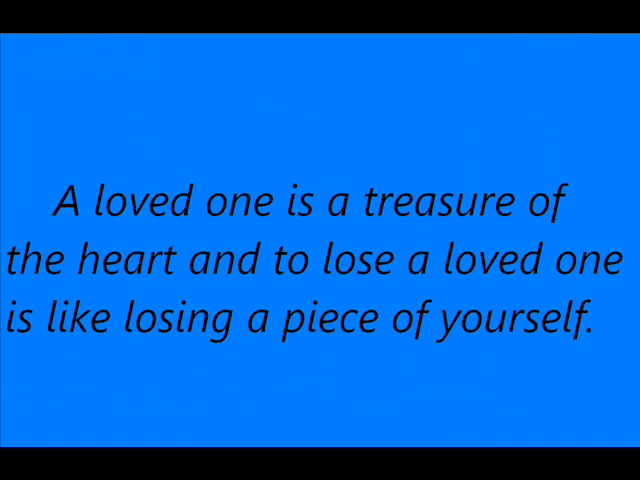 A loved one is a treasure of
the heart and to lose a loved one
is like losing a piece of yourself.